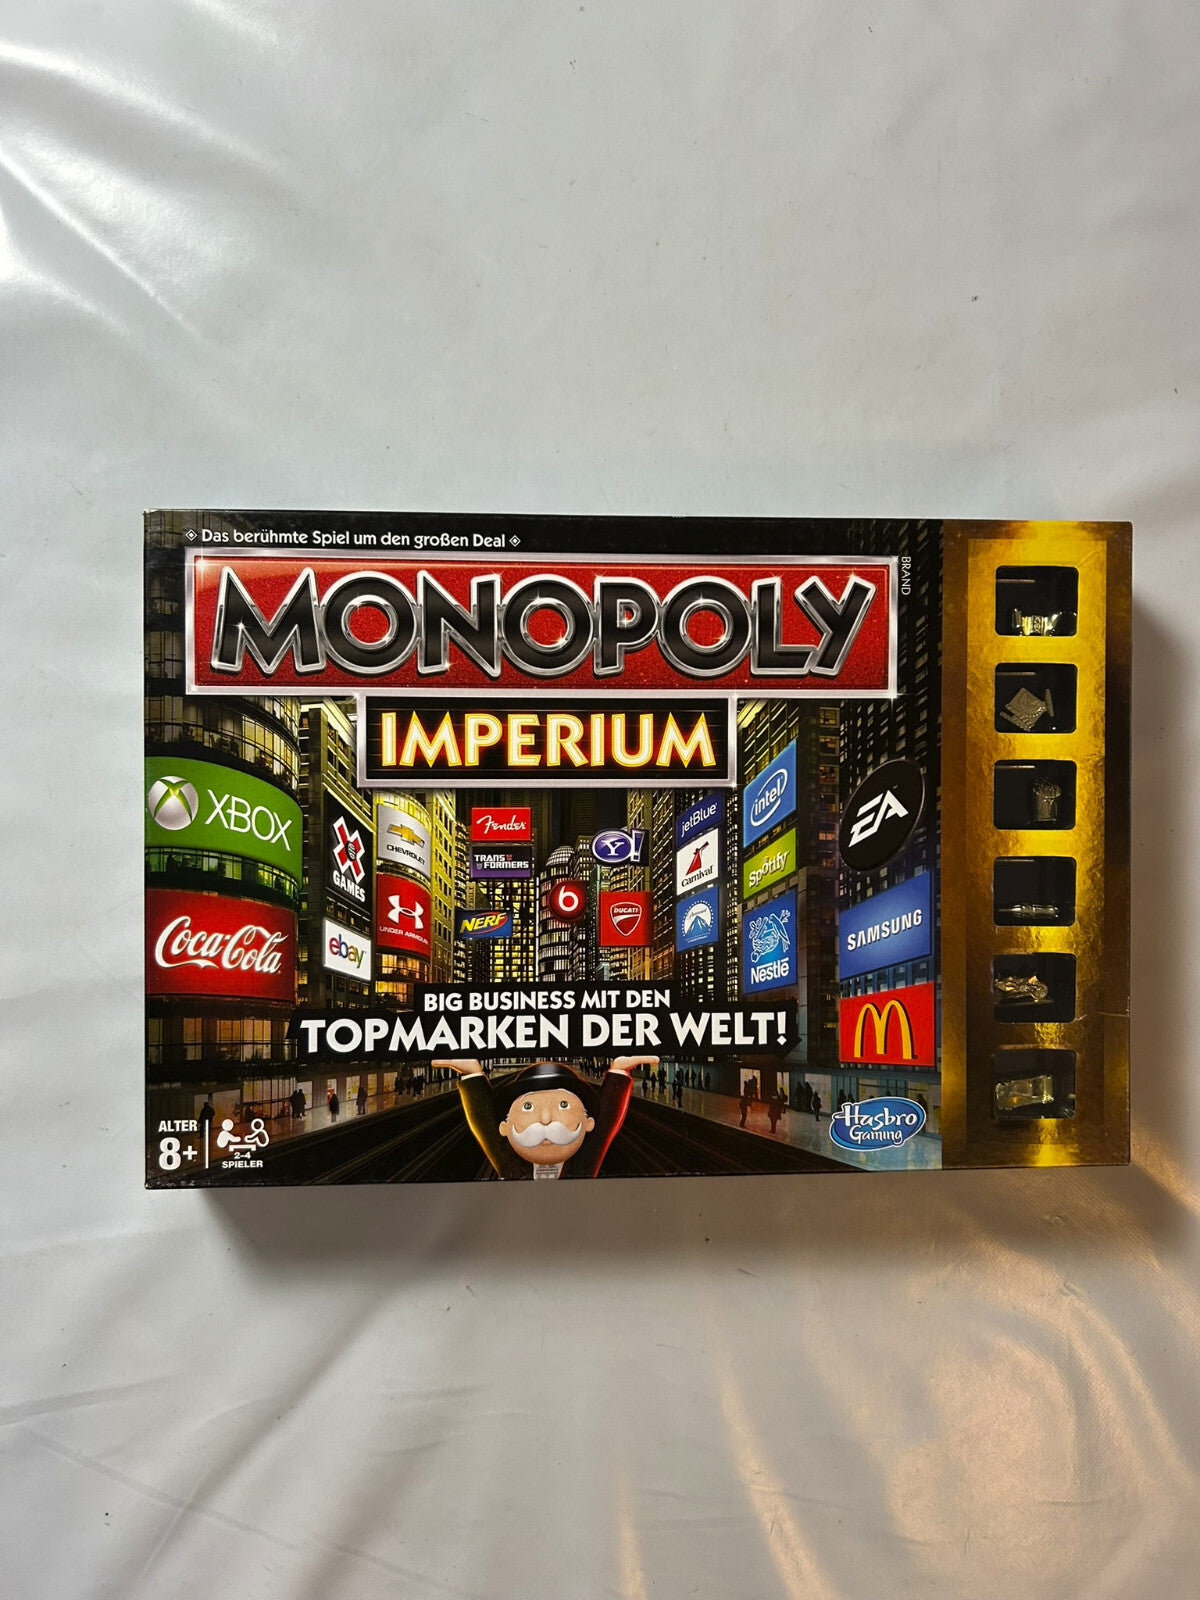 Das berühmte Spiel um den großen Deal
MONOPOLY
BRAND
IMPERIUM
XBOX
X GAMES
CHEVROLET
Fender
TRANSFORMERS
Y!
jetBlue
Carnival
intel
Spotify
EA
Coca-Cola
ebay
UNDER ARMOUR
NERF
6
DUCATI
Nestlé
SAMSUNG
M
BIG BUSINESS MIT DEN
TOPMARKEN DER WELT!
ALTER
8+
2-4
SPIELER
Hasbro
Gaming